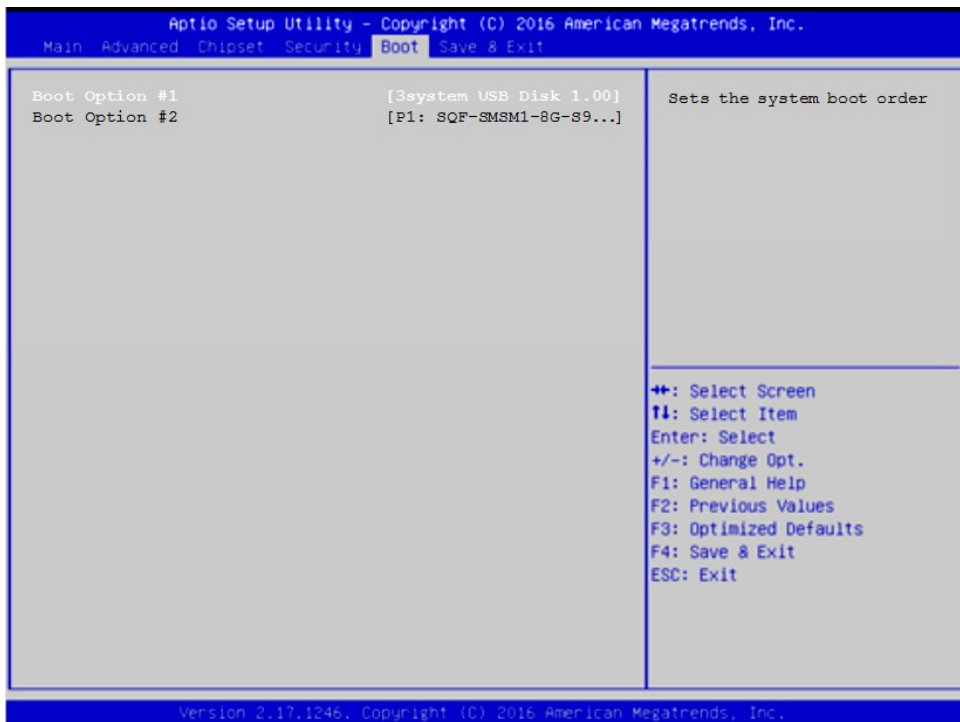 Aptio Setup Utility – Copyright (C) 2016 American Megatrends, Inc.
Main Advanced Chipset Security Boot Save & Exit
Boot Option #1 [3system USB Disk 1.00]
Boot Option #2 [P1: SQF-SMSM1-8G-S9...]
Sets the system boot order
→←: Select Screen
↑↓: Select Item
Enter: Select
+/-: Change Opt.
F1: General Help
F2: Previous Values
F3: Optimized Defaults
F4: Save & Exit
ESC: Exit
Version 2.17.1246. Copyright (C) 2016 American Megatrends, Inc.